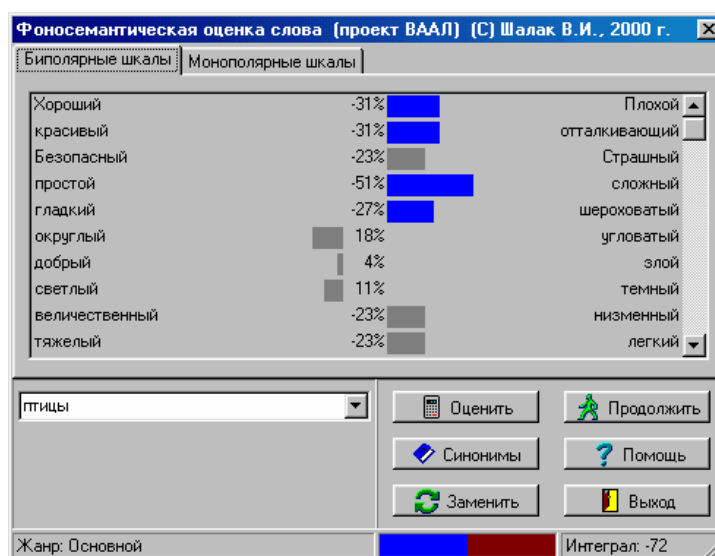 Фоносемантическая оценка слова (проект ВААЛ) (C) Шалак В.И., 2000 г.
Биполярные шкалы Монополярные шкалы
Хороший -31% Плохой
красивый -31% отталкивающий
Безопасный -23% Страшный
простой -51% сложный
гладкий -27% шероховатый
округлый 18% угловатый
добрый 4% злой
светлый 11% темный
величественный -23% низменный
тяжелый -23% легкий
птицы
Оценить Продолжить
Синонимы Помощь
Заменить Выход
Жанр: Основной Интеграл: -72